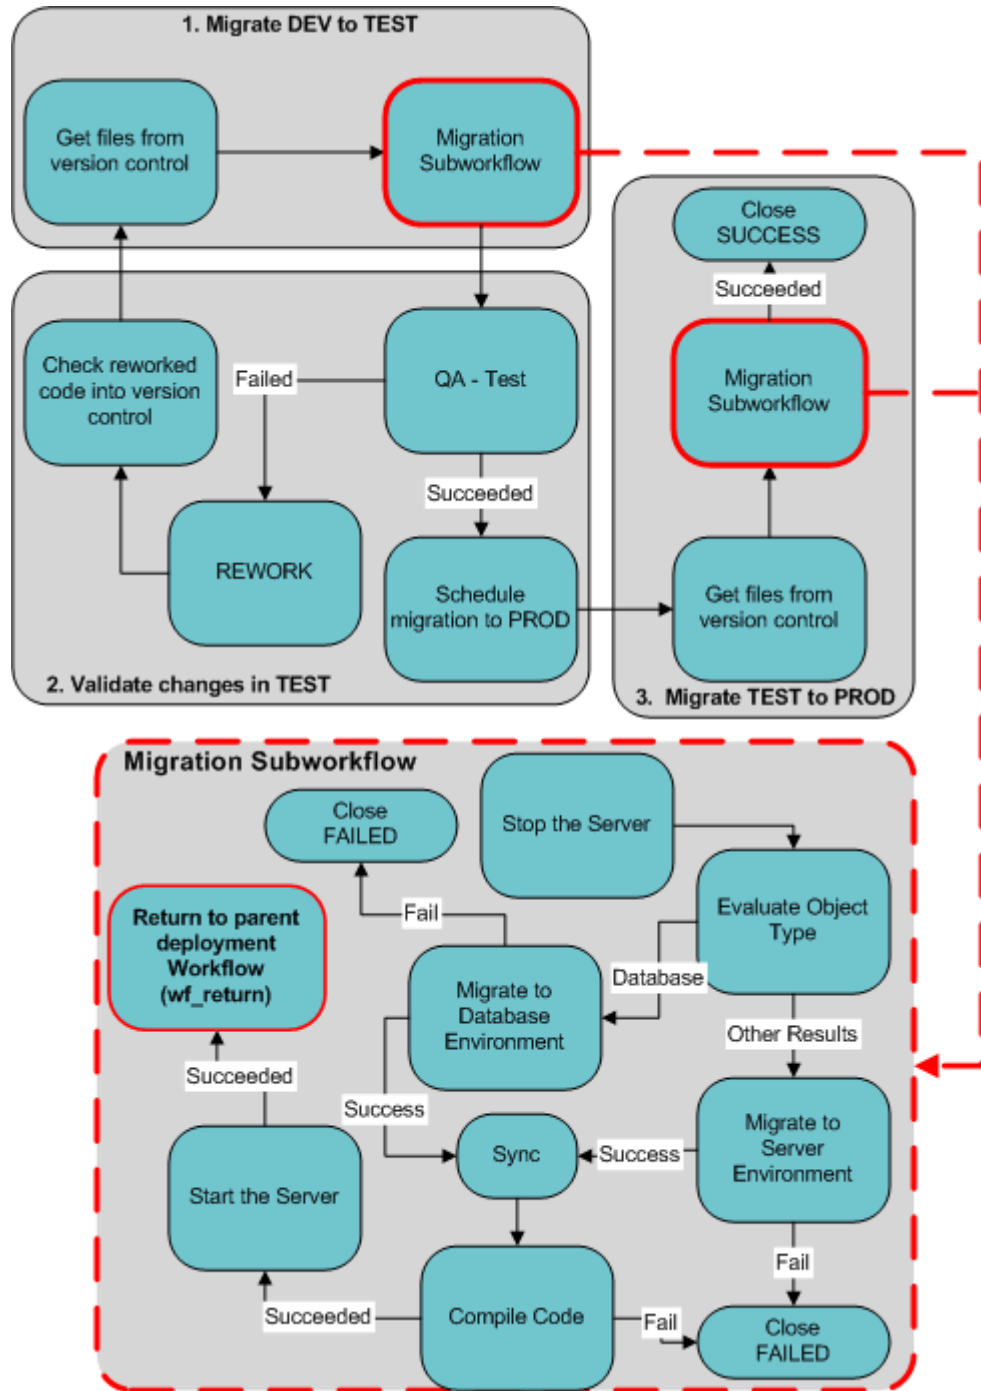 1. Migrate DEV to TEST
Get files from
version control
Migration
Subworkflow
Close
SUCCESS
Succeeded
Migration
Subworkflow
Get files from
version control
3. Migrate TEST to PROD
Check reworked
code into version
control
Failed
QA - Test
Succeeded
REWORK
Schedule
migration to PROD
2. Validate changes in TEST
Migration Subworkflow
Close
FAILED
Stop the Server
Return to parent
deployment
Workflow
(wf_return)
Fail
Evaluate Object
Type
Database
Migrate to
Database
Environment
Other Results
Succeeded
Success
Sync
Success
Migrate to
Server
Environment
Start the Server
Fail
Succeeded
Compile Code
Fail
Close
FAILED